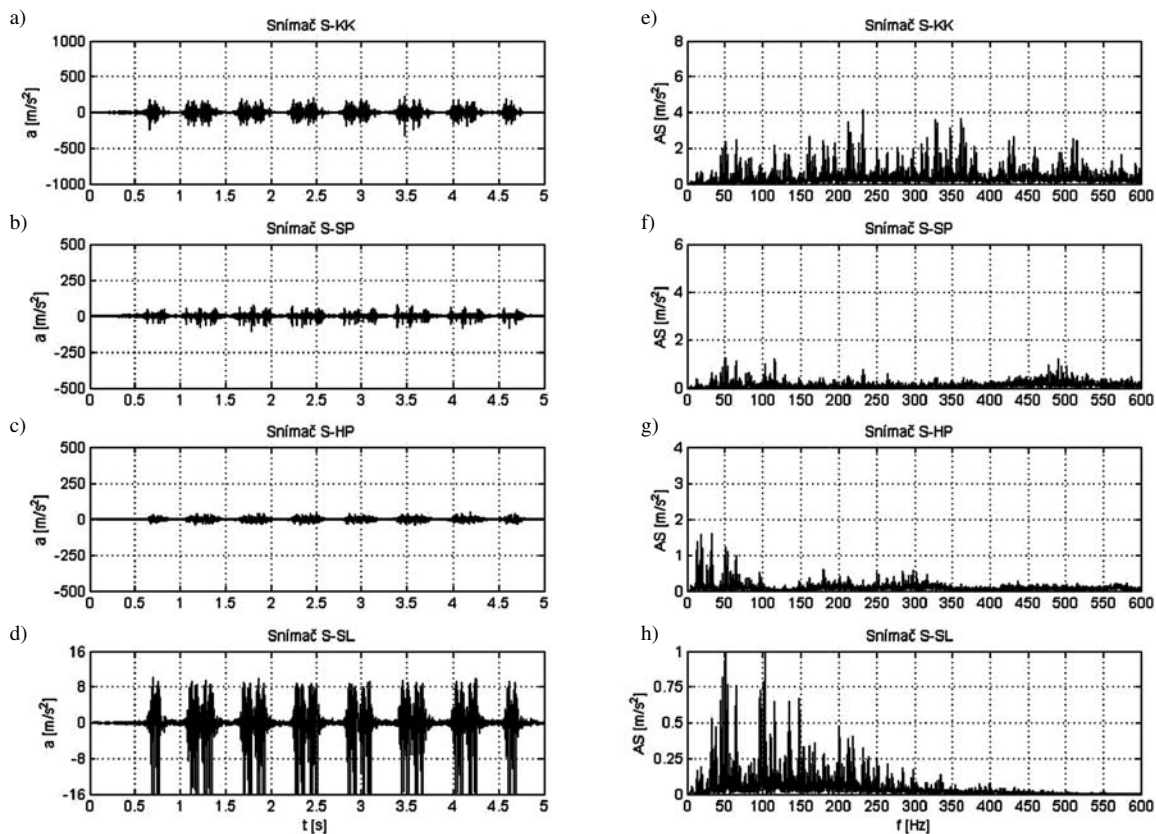 a)
Snímač S-KK
1000
500
0
-500
-1000
a [m/s²]
0 0.5 1 1.5 2 2.5 3 3.5 4 4.5 5
e)
Snímač S-KK
8
6
4
2
0
AS [m/s²]
0 50 100 150 200 250 300 350 400 450 500 550 600
b)
Snímač S-SP
500
250
0
-250
-500
a [m/s²]
0 0.5 1 1.5 2 2.5 3 3.5 4 4.5 5
f)
Snímač S-SP
6
4
2
0
AS [m/s²]
0 50 100 150 200 250 300 350 400 450 500 550 600
c)
Snímač S-HP
500
250
0
-250
-500
a [m/s²]
0 0.5 1 1.5 2 2.5 3 3.5 4 4.5 5
g)
Snímač S-HP
4
3
2
1
0
AS [m/s²]
0 50 100 150 200 250 300 350 400 450 500 550 600
d)
Snímač S-SL
16
8
0
-8
-16
a [m/s²]
0 0.5 1 1.5 2 2.5 3 3.5 4 4.5 5
t [s]
h)
Snímač S-SL
1
0.75
0.5
0.25
0
AS [m/s²]
0 50 100 150 200 250 300 350 400 450 500 550 600
f [Hz]